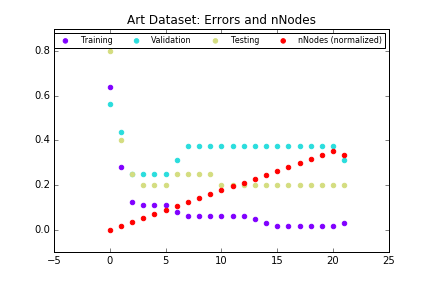 Art Dataset: Errors and nNodes
Training Validation Testing nNodes (normalized)
0.8
0.6
0.4
0.2
0.0
−5 0 5 10 15 20 25